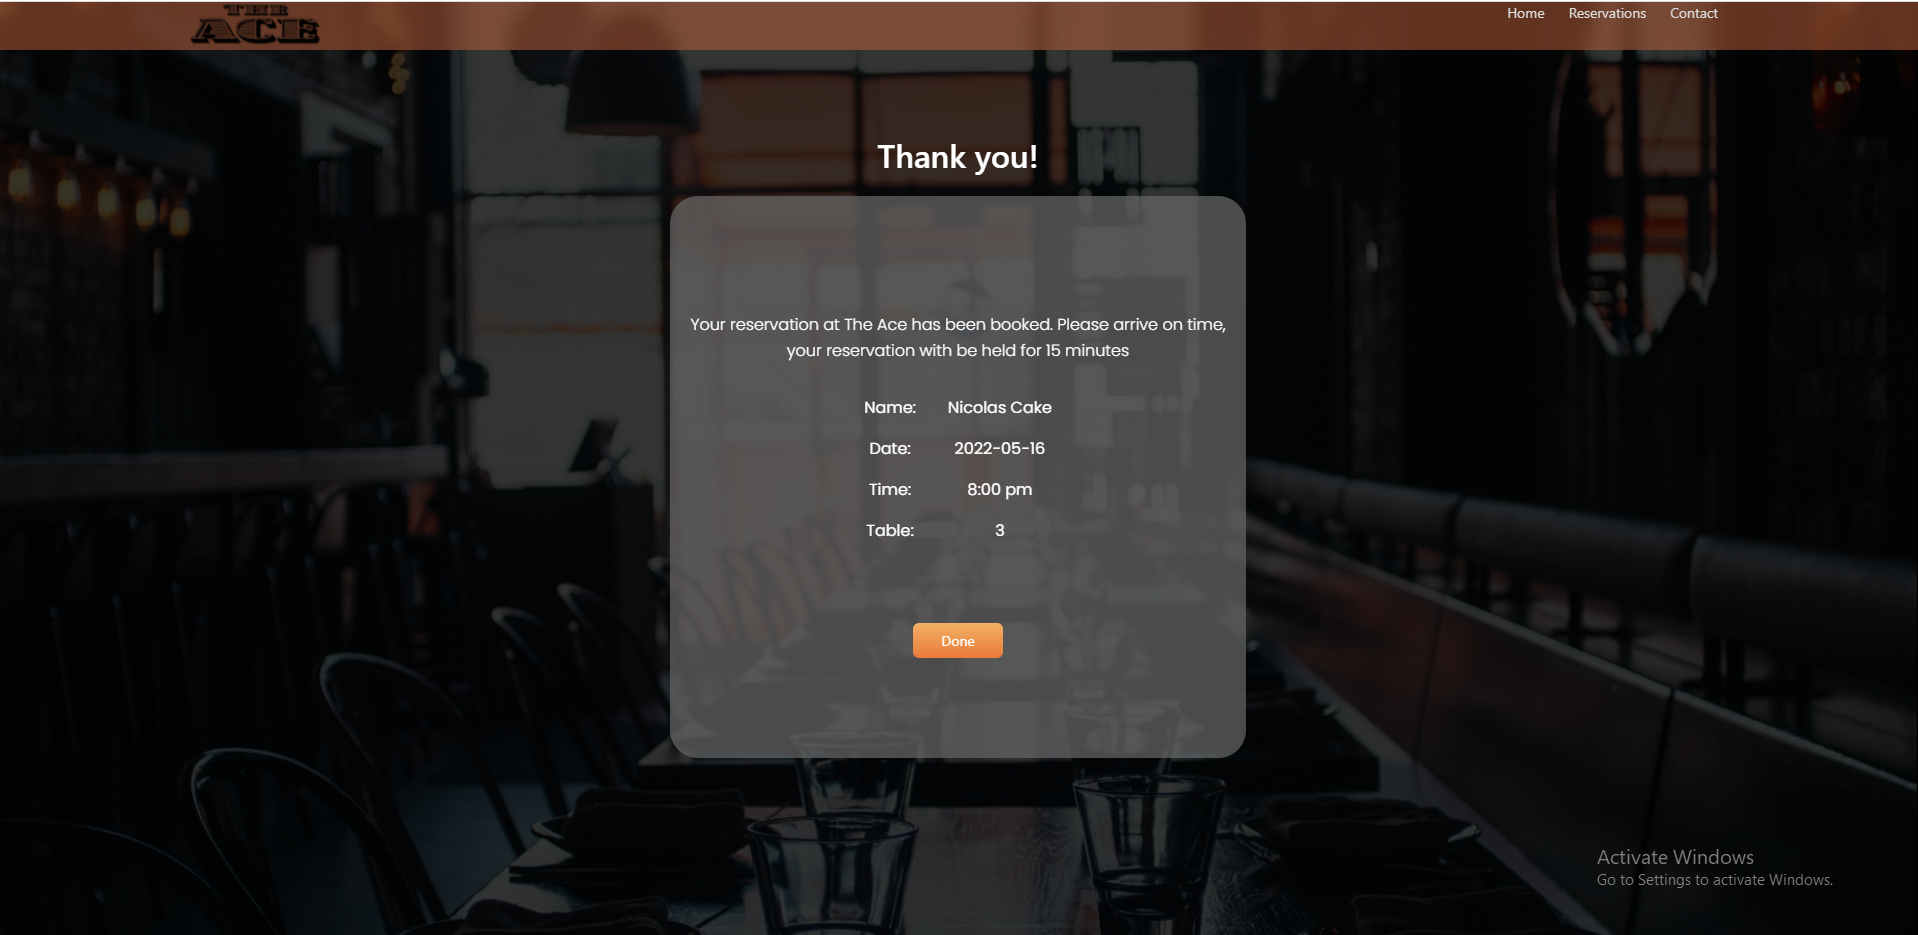 THE
ACE
Home Reservations Contact
Thank you!
Your reservation at The Ace has been booked. Please arrive on time,
your reservation with be held for 15 minutes
Name: Nicolas Cake
Date: 2022-05-16
Time: 8:00 pm
Table: 3
Done
Activate Windows
Go to Settings to activate Windows.